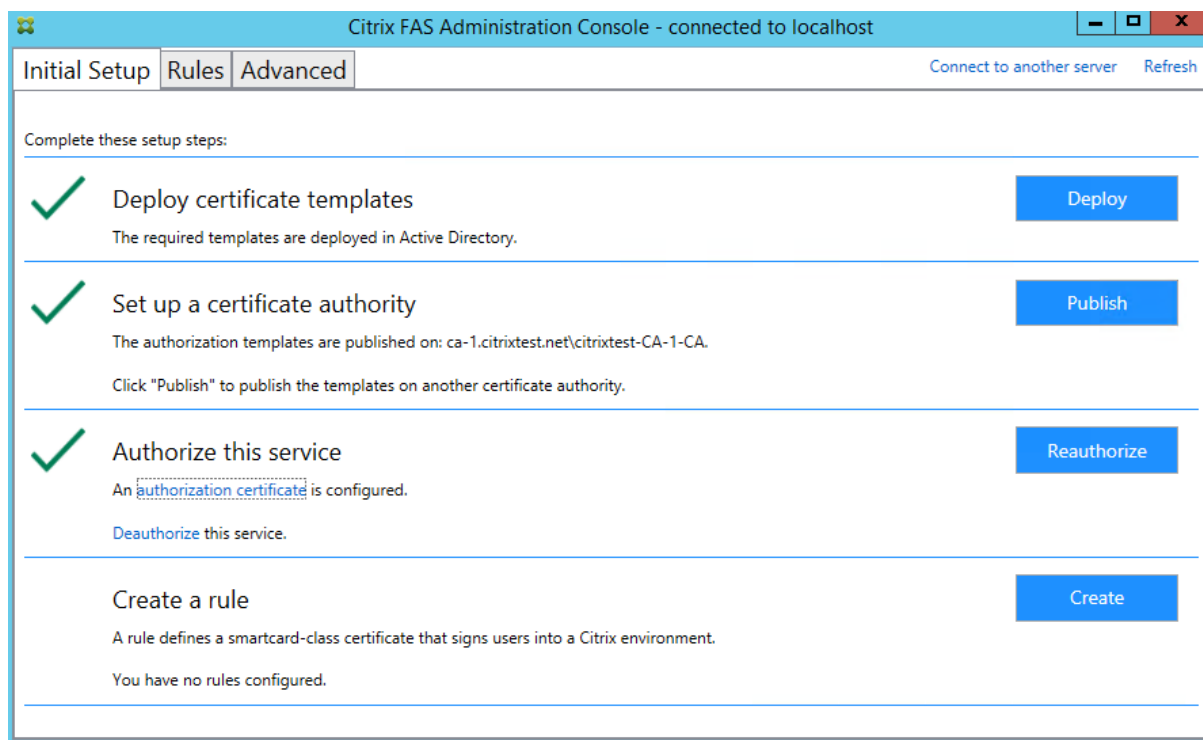 Citrix FAS Administration Console - connected to localhost
Initial Setup Rules Advanced Connect to another server Refresh
Complete these setup steps:
Deploy certificate templates Deploy
The required templates are deployed in Active Directory.
Set up a certificate authority Publish
The authorization templates are published on: ca-1.citrixtest.net\citrixtest-CA-1-CA.
Click "Publish" to publish the templates on another certificate authority.
Authorize this service Reauthorize
An authorization certificate is configured.
Deauthorize this service.
Create a rule Create
A rule defines a smartcard-class certificate that signs users into a Citrix environment.
You have no rules configured.